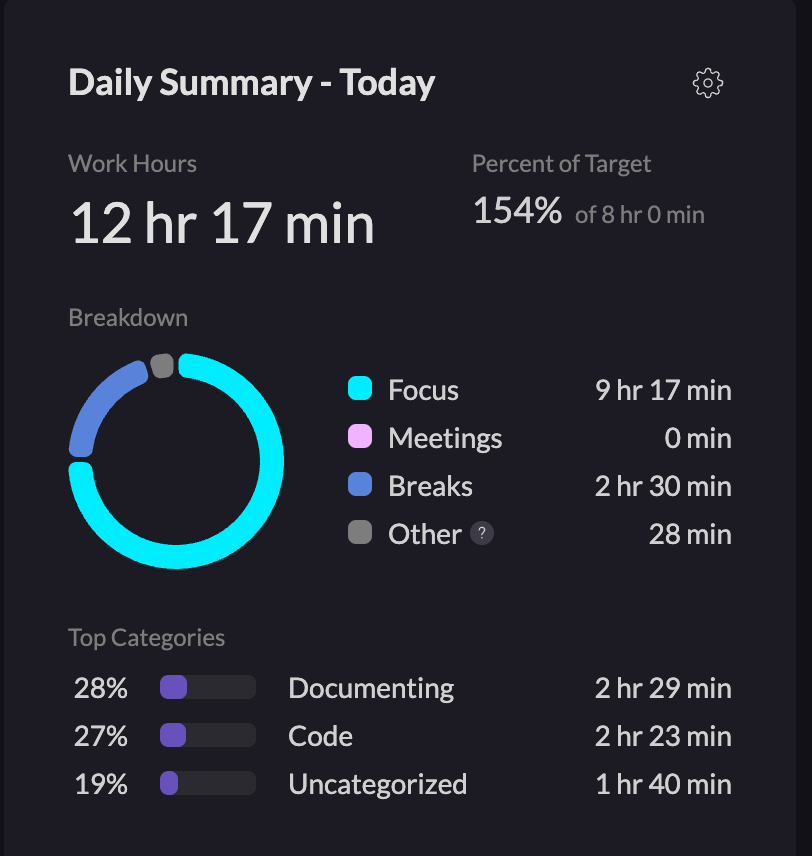 Daily Summary - Today
Work Hours
Percent of Target
12 hr 17 min
154% of 8 hr 0 min
Breakdown
Focus 9 hr 17 min
Meetings 0 min
Breaks 2 hr 30 min
Other ? 28 min
Top Categories
28% Documenting 2 hr 29 min
27% Code 2 hr 23 min
19% Uncategorized 1 hr 40 min